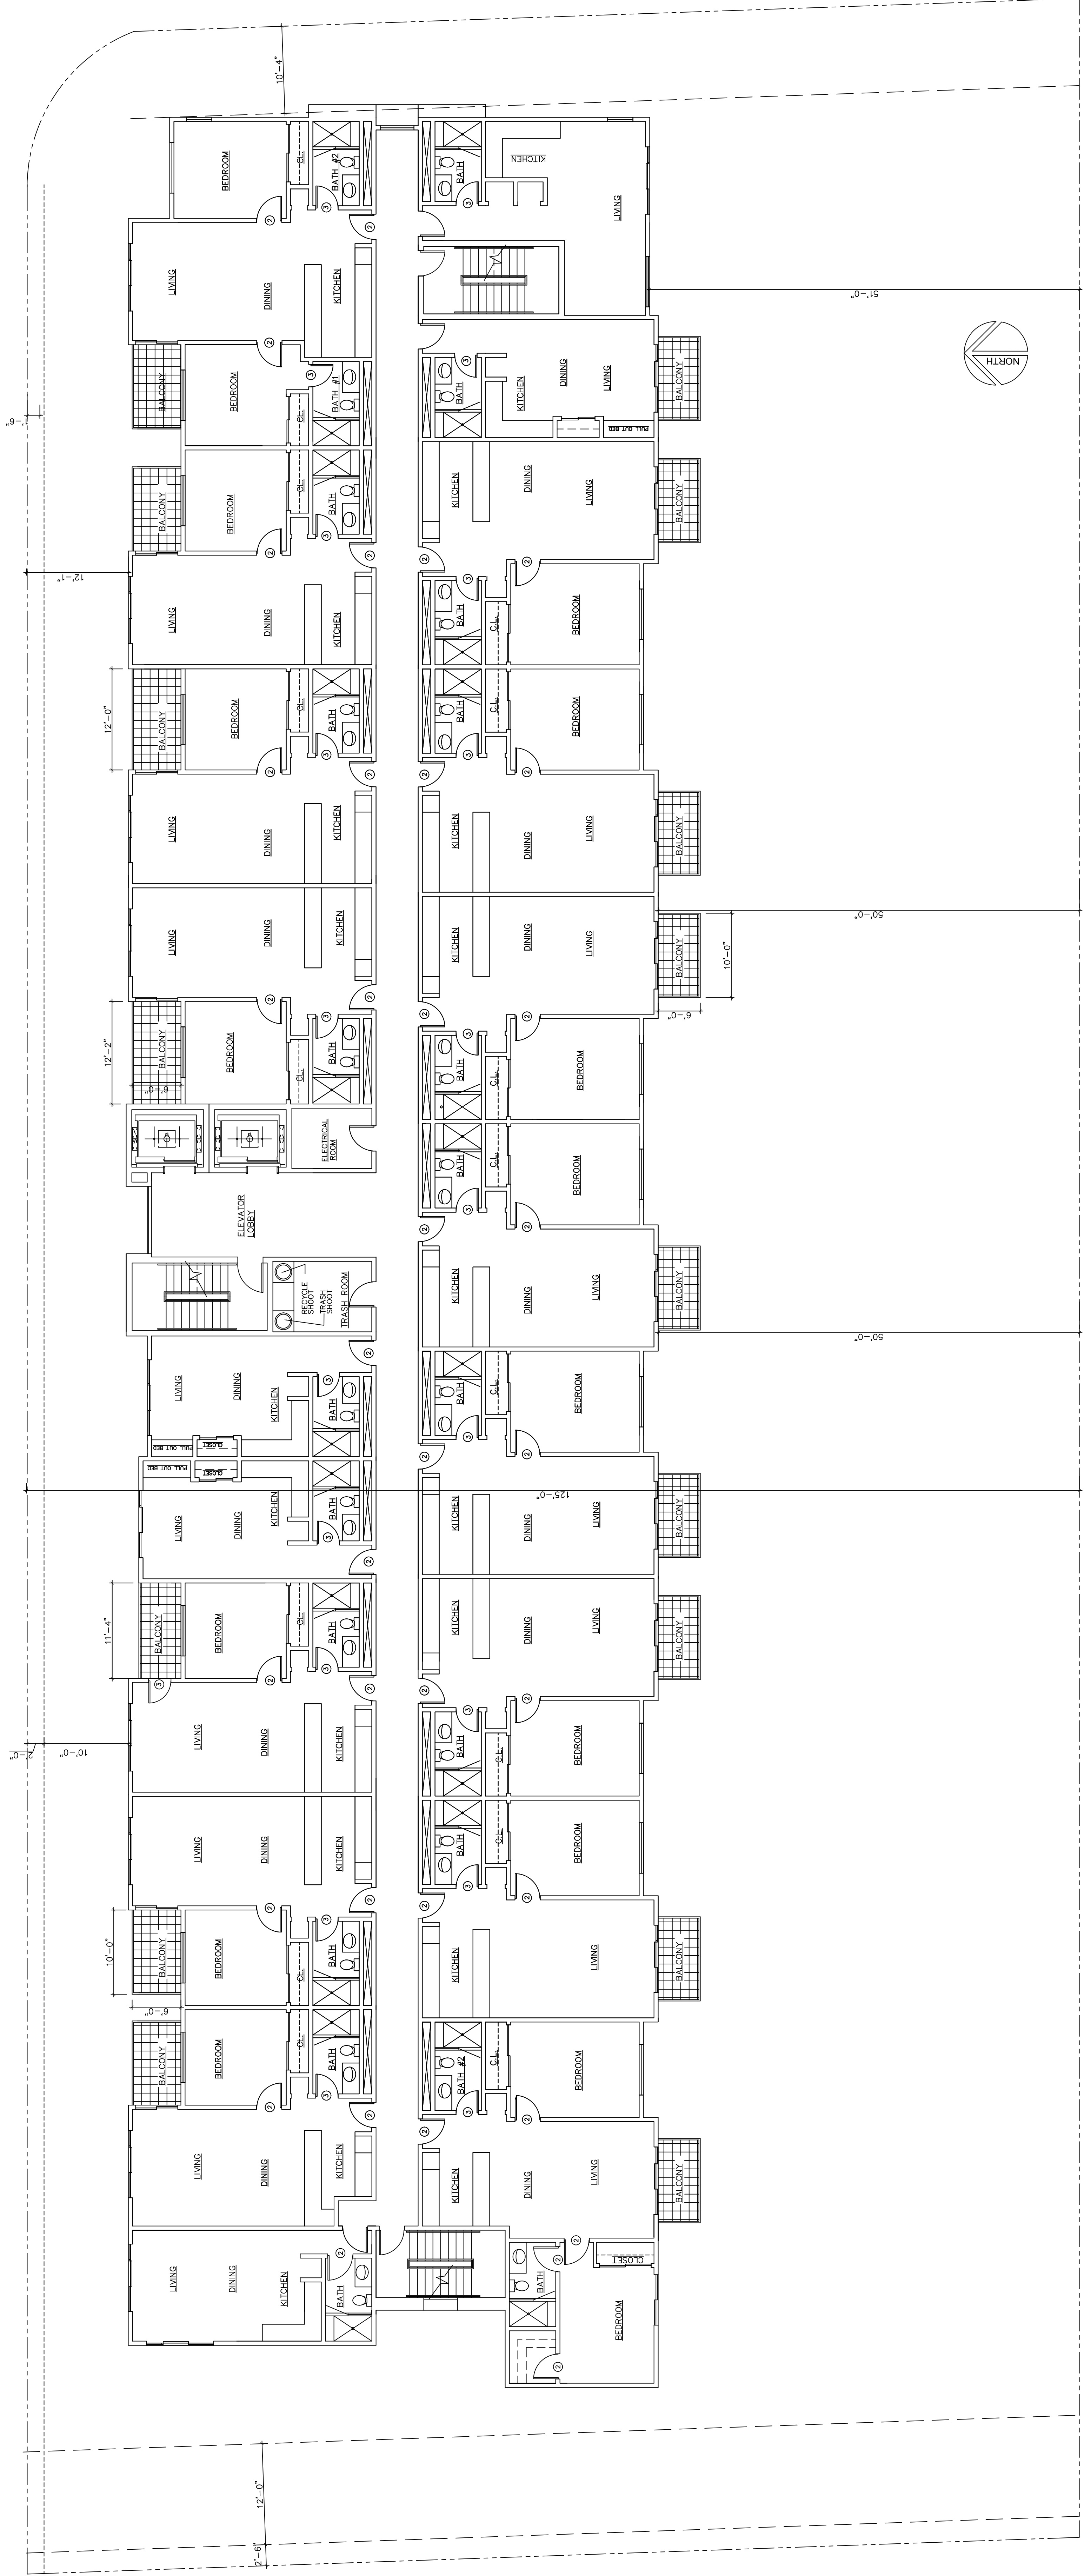 10'-4"
BEDROOM
CL.
BATH #2
BATH
KITCHEN
LIVING
LIVING
DINING
KITCHEN
51'-0"
NORTH
BALCONY
BEDROOM
CL.
BATH #1
BATH
KITCHEN
DINING
LIVING
PULL OUT BED
BALCONY
BALCONY
BEDROOM
CL.
BATH
KITCHEN
DINING
LIVING
BALCONY
12'-1"
LIVING
DINING
KITCHEN
BATH
C.L.
BEDROOM
12'-0"
BALCONY
BEDROOM
CL.
BATH
BATH
C.L.
BEDROOM
LIVING
DINING
KITCHEN
KITCHEN
DINING
LIVING
BALCONY
LIVING
DINING
KITCHEN
KITCHEN
DINING
LIVING
BALCONY
50'-0"
10'-0"
6'-0"
12'-2"
BALCONY
6'-0"
BEDROOM
CL.
BATH
BATH
C.L.
BEDROOM
ELECTRICAL
ROOM
BATH
C.L.
BEDROOM
ELEVATOR
LOBBY
KITCHEN
DINING
LIVING
BALCONY
50'-0"
RECYCLE
SHOOT
TRASH
SHOOT
TRASH ROOM
LIVING
DINING
KITCHEN
BATH
BATH
C.L.
BEDROOM
PULL OUT BED
CLOSET
PULL OUT BED
CLOSET
LIVING
DINING
KITCHEN
BATH
125'-0"
KITCHEN
DINING
LIVING
BALCONY
11'-4"
BALCONY
BEDROOM
CL.
BATH
KITCHEN
DINING
LIVING
BALCONY
2'-0"
10'-0"
LIVING
DINING
KITCHEN
BATH
C.L.
BEDROOM
LIVING
DINING
KITCHEN
BATH
C.L.
BEDROOM
10'-0"
BALCONY
6'-0"
BEDROOM
CL.
BATH
KITCHEN
LIVING
BALCONY
BALCONY
BEDROOM
CL.
BATH
BATH #2
C.L.
BEDROOM
LIVING
DINING
KITCHEN
KITCHEN
DINING
LIVING
BALCONY
LIVING
DINING
KITCHEN
BATH
BATH
CLOSET
BEDROOM
12'-0"
2'-6"